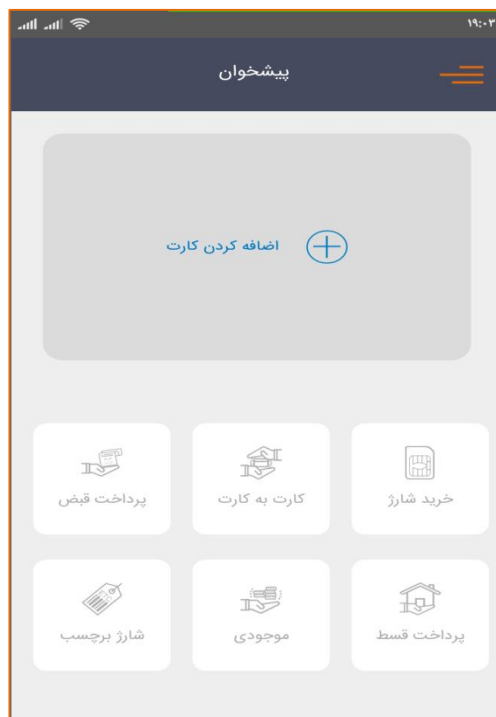 ۱۹:۰۳
پیشخوان
اضافه کردن کارت
خرید شارژ
کارت به کارت
پرداخت قبض
پرداخت قسط
موجودی
شارژ برچسب